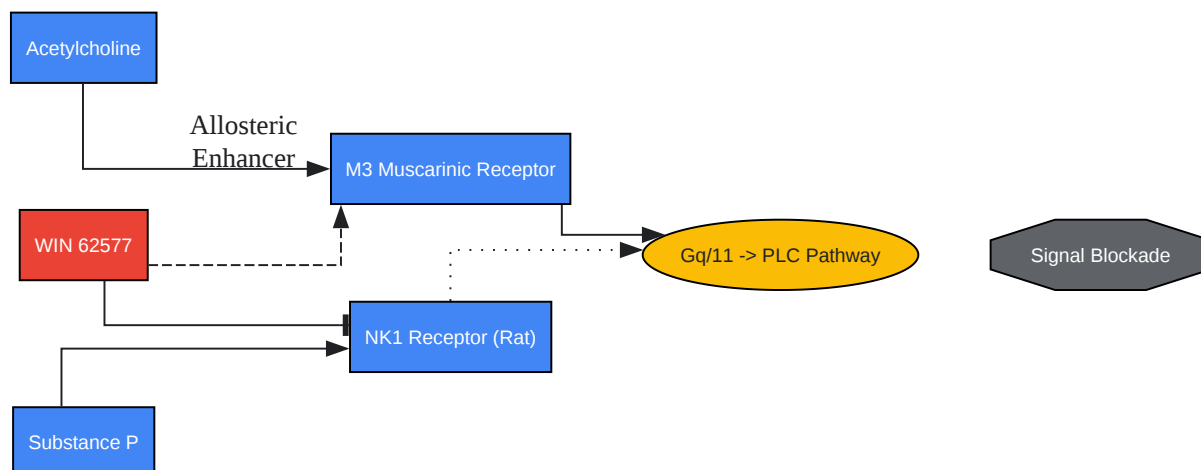 Acetylcholine
Allosteric
Enhancer
M3 Muscarinic Receptor
WIN 62577
Gq/11 -> PLC Pathway
Signal Blockade
NK1 Receptor (Rat)
Substance P